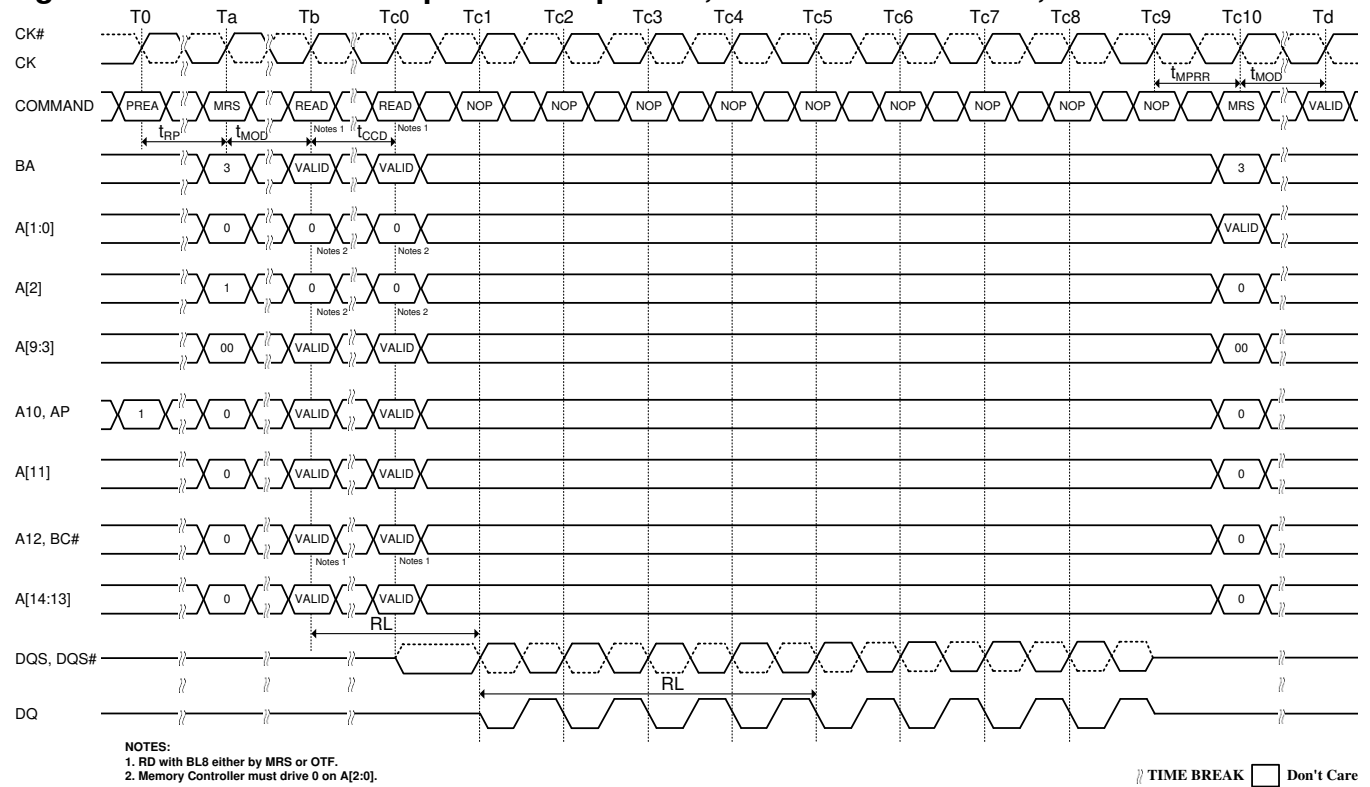 T0 Ta Tb Tc0 Tc1 Tc2 Tc3 Tc4 Tc5 Tc6 Tc7 Tc8 Tc9 Tc10 Td
CK#
CK
tMPRR tMOD
COMMAND PREA MRS READ READ NOP NOP NOP NOP NOP NOP NOP NOP NOP MRS VALID
Notes 1 Notes 1
tRP tMOD tCCD
BA 3 VALID VALID 3
A[1:0] 0 0 0 VALID
Notes 2 Notes 2
A[2] 1 0 0 0
Notes 2 Notes 2
A[9:3] 00 VALID VALID 00
A10, AP 1 0 VALID VALID 0
A[11] 0 VALID VALID 0
A12, BC# 0 VALID VALID 0
Notes 1 Notes 1
A[14:13] 0 VALID VALID 0
RL
DQS, DQS#
RL
DQ
NOTES:
1. RD with BL8 either by MRS or OTF.
2. Memory Controller must drive 0 on A[2:0].
TIME BREAK Don't Care